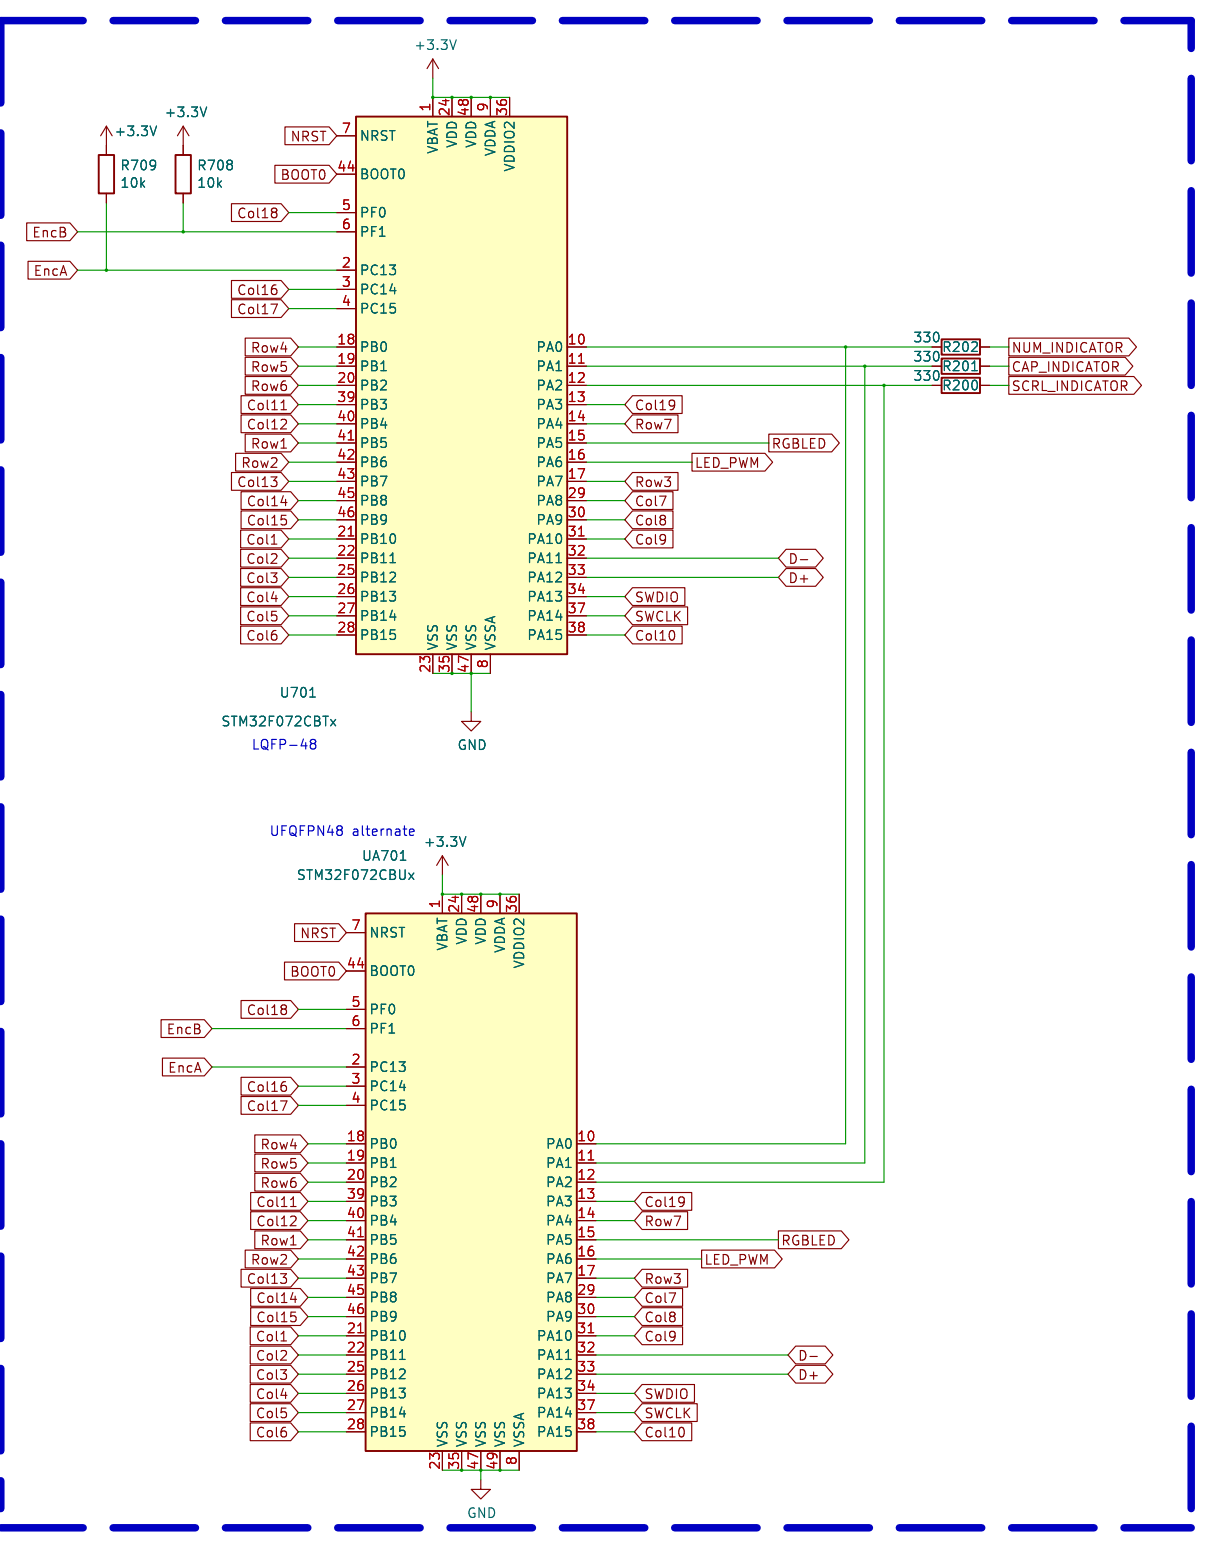 +3.3V
+3.3V
+3.3V
R709
10k
R708
10k
1 24 48 9 36
VBAT VDD VDD VDDA VDDIO2
NRST 7 NRST
BOOT0 44 BOOT0
Col18 5 PF0
EncB 6 PF1
EncA 2 PC13
Col16 3 PC14
Col17 4 PC15
Row4 18 PB0 PA0 10 330 R202 NUM_INDICATOR
Row5 19 PB1 PA1 11 330 R201 CAP_INDICATOR
Row6 20 PB2 PA2 12 330 R200 SCRL_INDICATOR
Col11 39 PB3 PA3 13 Col19
Col12 40 PB4 PA4 14 Row7
Row1 41 PB5 PA5 15 RGBLED
Row2 42 PB6 PA6 16 LED_PWM
Col13 43 PB7 PA7 17 Row3
Col14 45 PB8 PA8 29 Col7
Col15 46 PB9 PA9 30 Col8
Col1 21 PB10 PA10 31 Col9
Col2 22 PB11 PA11 32 D-
Col3 25 PB12 PA12 33 D+
Col4 26 PB13 PA13 34 SWDIO
Col5 27 PB14 PA14 37 SWCLK
Col6 28 PB15 PA15 38 Col10
VSS VSS VSS VSSA
23 35 47 8
U701
STM32F072CBTx
LQFP-48
GND
UFQFPN48 alternate
+3.3V
UA701
STM32F072CBUx
1 24 48 9 36
VBAT VDD VDD VDDA VDDIO2
NRST 7 NRST
BOOT0 44 BOOT0
Col18 5 PF0
EncB 6 PF1
EncA 2 PC13
Col16 3 PC14
Col17 4 PC15
Row4 18 PB0 PA0 10
Row5 19 PB1 PA1 11
Row6 20 PB2 PA2 12
Col11 39 PB3 PA3 13 Col19
Col12 40 PB4 PA4 14 Row7
Row1 41 PB5 PA5 15 RGBLED
Row2 42 PB6 PA6 16 LED_PWM
Col13 43 PB7 PA7 17 Row3
Col14 45 PB8 PA8 29 Col7
Col15 46 PB9 PA9 30 Col8
Col1 21 PB10 PA10 31 Col9
Col2 22 PB11 PA11 32 D-
Col3 25 PB12 PA12 33 D+
Col4 26 PB13 PA13 34 SWDIO
Col5 27 PB14 PA14 37 SWCLK
Col6 28 PB15 PA15 38 Col10
VSS VSS VSS VSS VSSA
23 35 47 49 8
GND